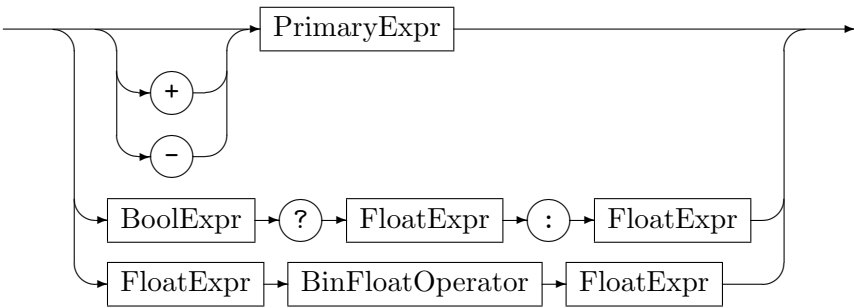 PrimaryExpr
+
-
BoolExpr ? FloatExpr : FloatExpr
FloatExpr BinFloatOperator FloatExpr